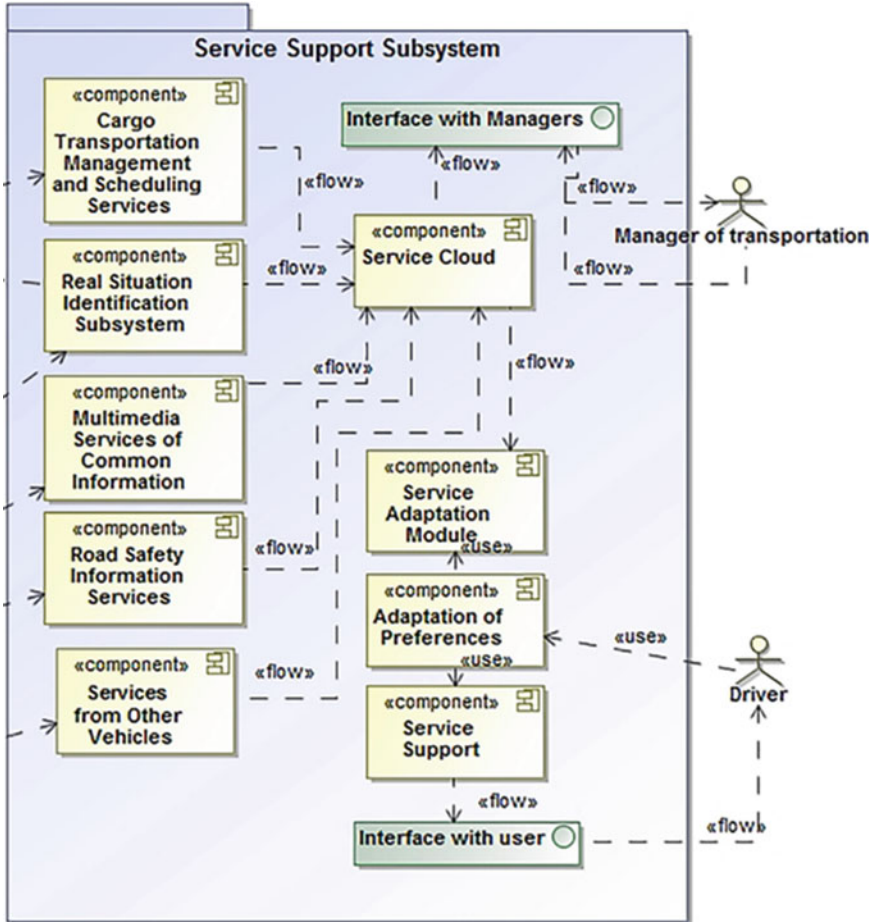 Service Support Subsystem
«component»
Cargo
Transportation
Management
and Scheduling
Services
«component»
Real Situation
Identification
Subsystem
«component»
Multimedia
Services of
Common
Information
«component»
Road Safety
Information
Services
«component»
Services
from Other
Vehicles
Interface with Managers
«flow»
«flow»
«flow»
«flow»
«flow»
«component»
Service Cloud
Manager of transportation
«flow»
«flow»
«flow»
«flow»
«component»
Service
Adaptation
Module
«use»
«component»
Adaptation of
Preferences
«use»
«use»
Driver
«component»
Service
Support
«flow»
Interface with user
«flow»